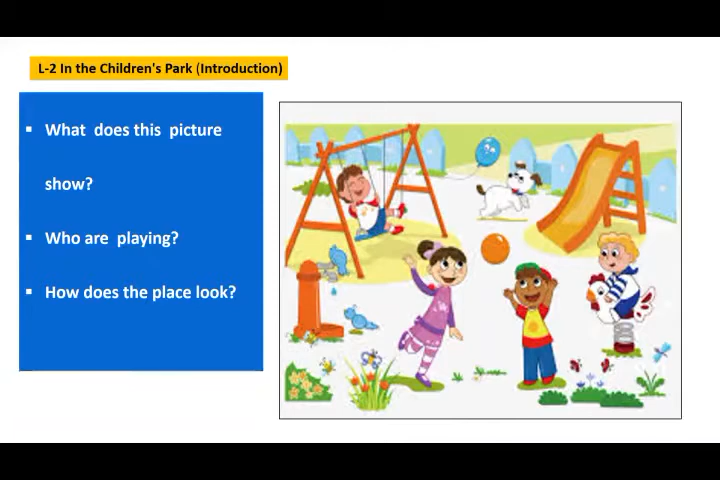 L-2 In the Children's Park (Introduction)
▪ What does this picture
show?
▪ Who are playing?
▪ How does the place look?